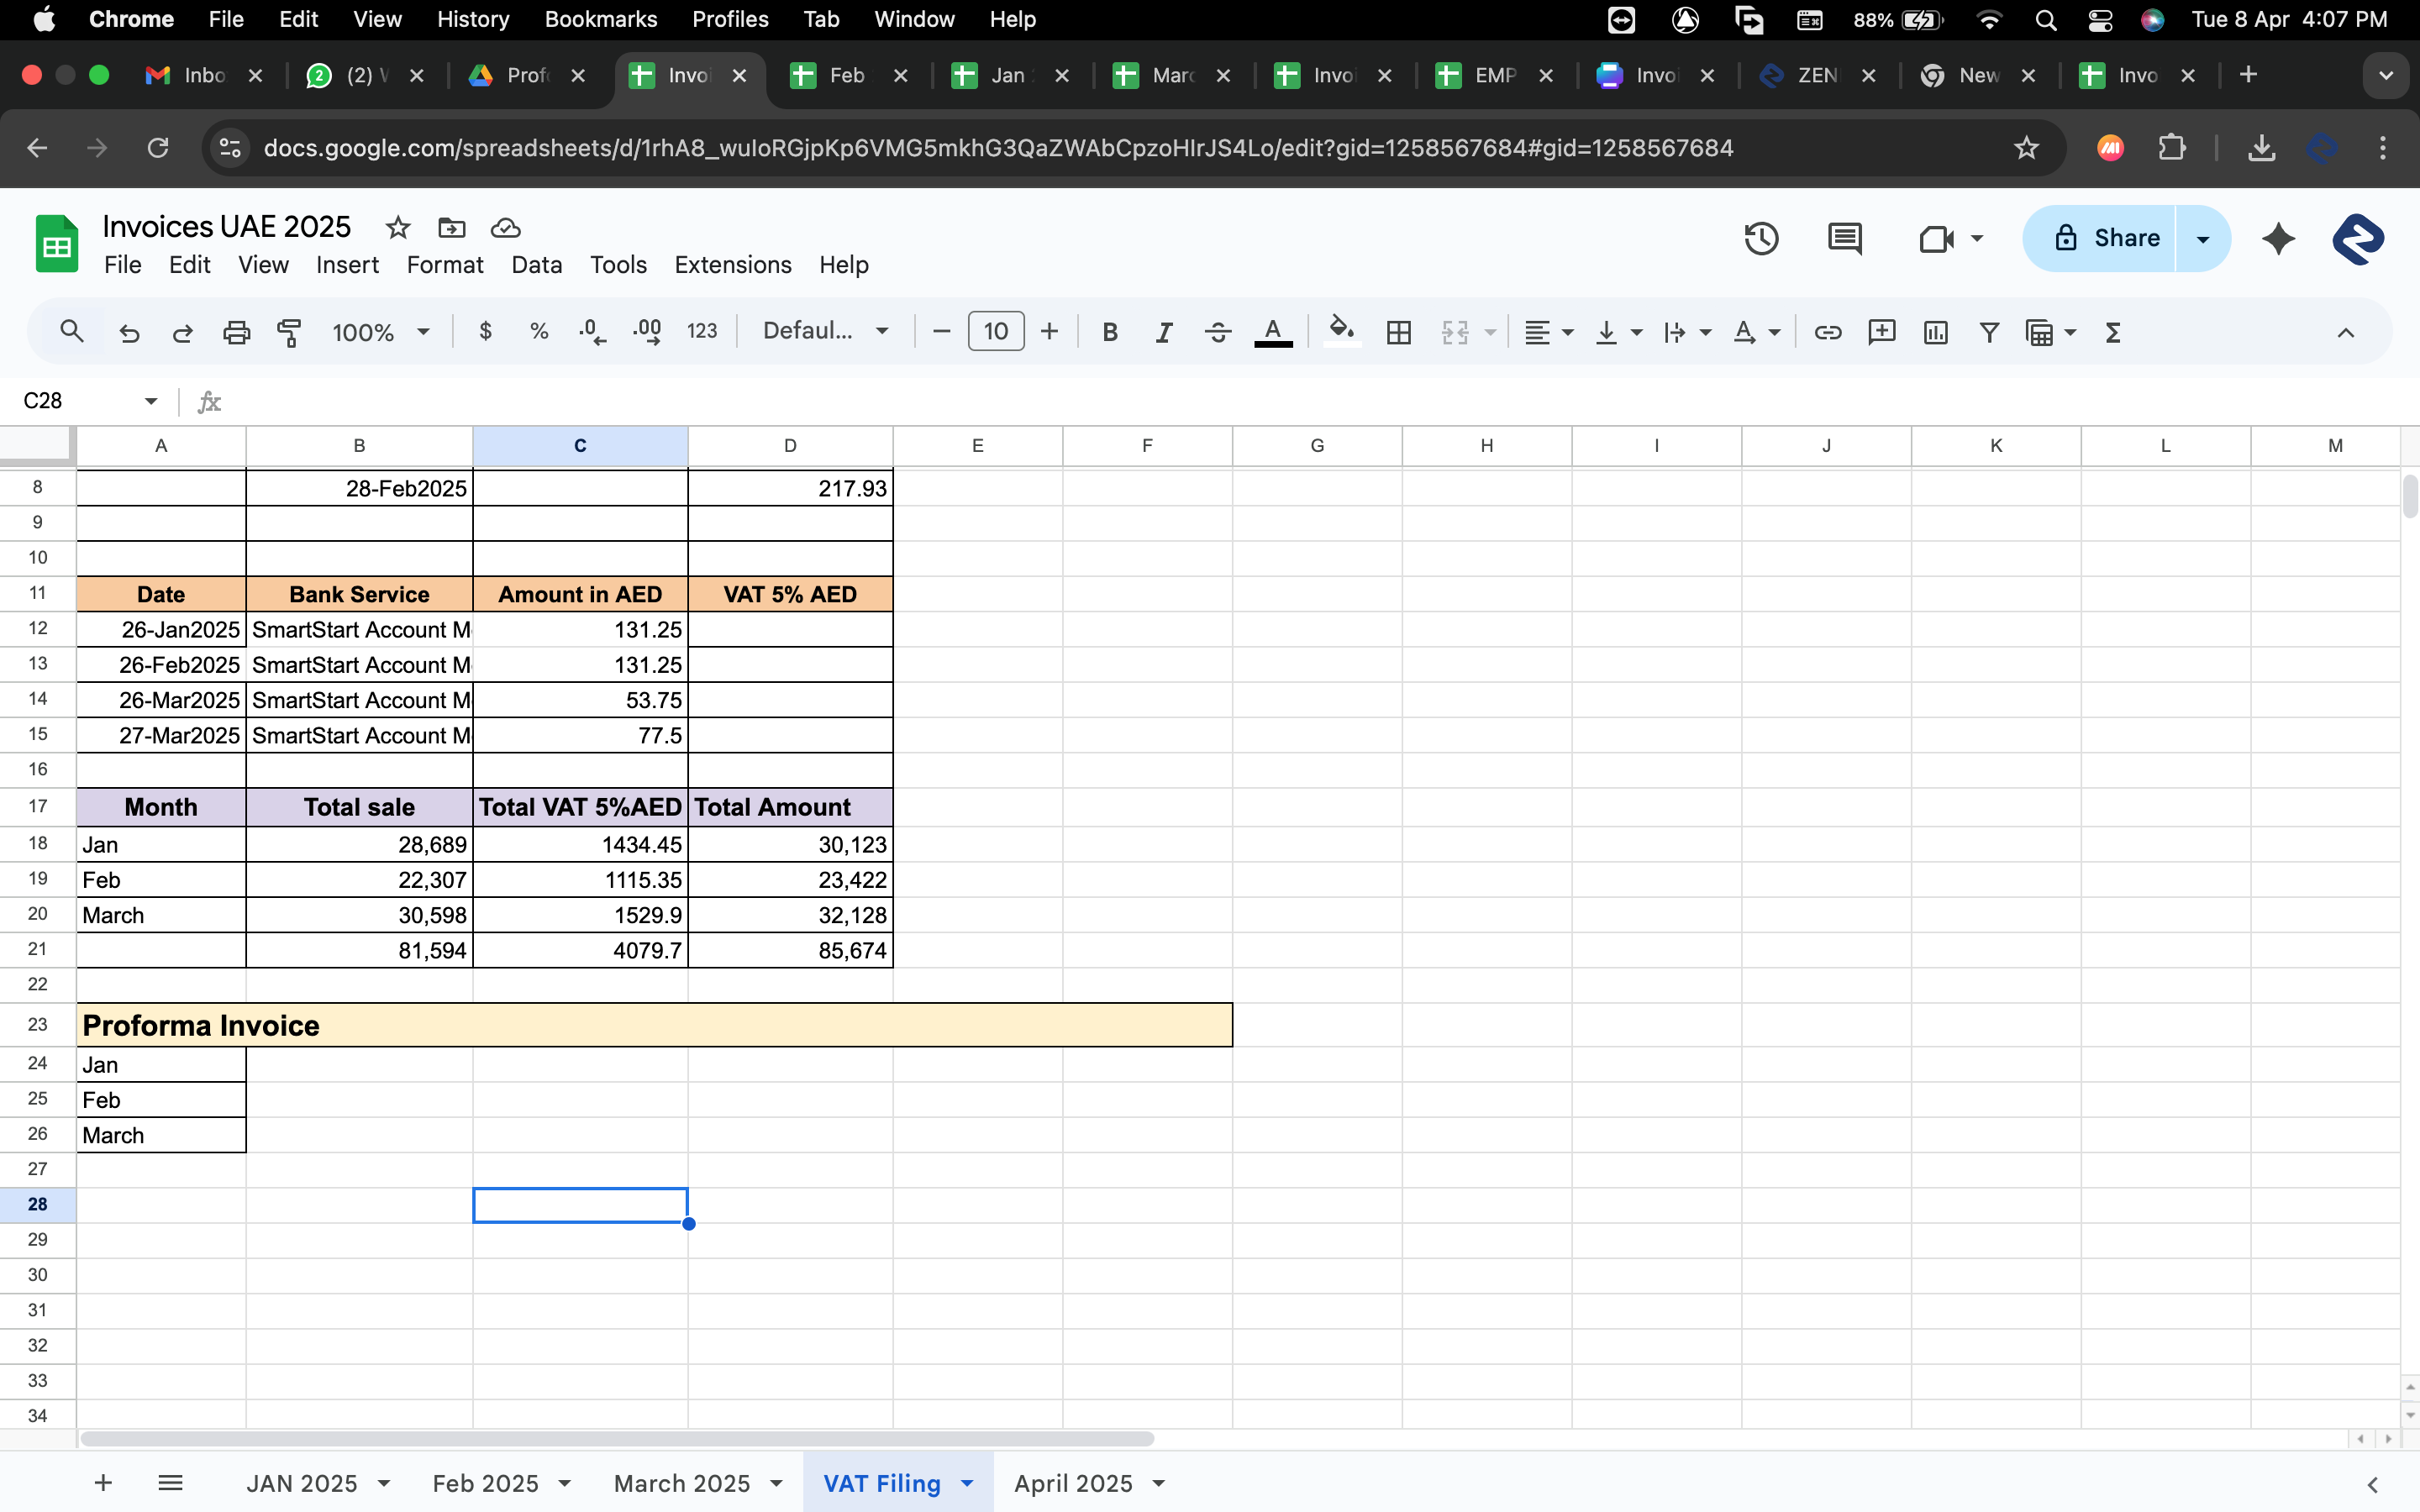 Chrome File Edit View History Bookmarks Profiles Tab Window Help 88% Tue 8 Apr 4:07 PM
Inbo 2 (2) Prof Invoi Feb Jan Marc Invoi EMP Invoi ZEN New Invo
docs.google.com/spreadsheets/d/1rhA8_wuIoRGjpKp6VMG5mkhG3QaZWAbCpzoHIrJS4Lo/edit?gid=1258567684#gid=1258567684
Invoices UAE 2025
File Edit View Insert Format Data Tools Extensions Help
Share
100% $ % .0 .00 123 Defaul... 10 B I A
C28 fx
A B C D E F G H I J K L M
8 28-Feb2025 217.93
9
10
11 Date Bank Service Amount in AED VAT 5% AED
12 26-Jan2025 SmartStart Account M 131.25
13 26-Feb2025 SmartStart Account M 131.25
14 26-Mar2025 SmartStart Account M 53.75
15 27-Mar2025 SmartStart Account M 77.5
16
17 Month Total sale Total VAT 5%AED Total Amount
18 Jan 28,689 1434.45 30,123
19 Feb 22,307 1115.35 23,422
20 March 30,598 1529.9 32,128
21 81,594 4079.7 85,674
22
23 Proforma Invoice
24 Jan
25 Feb
26 March
27
28
29
30
31
32
33
34
JAN 2025 Feb 2025 March 2025 VAT Filing April 2025